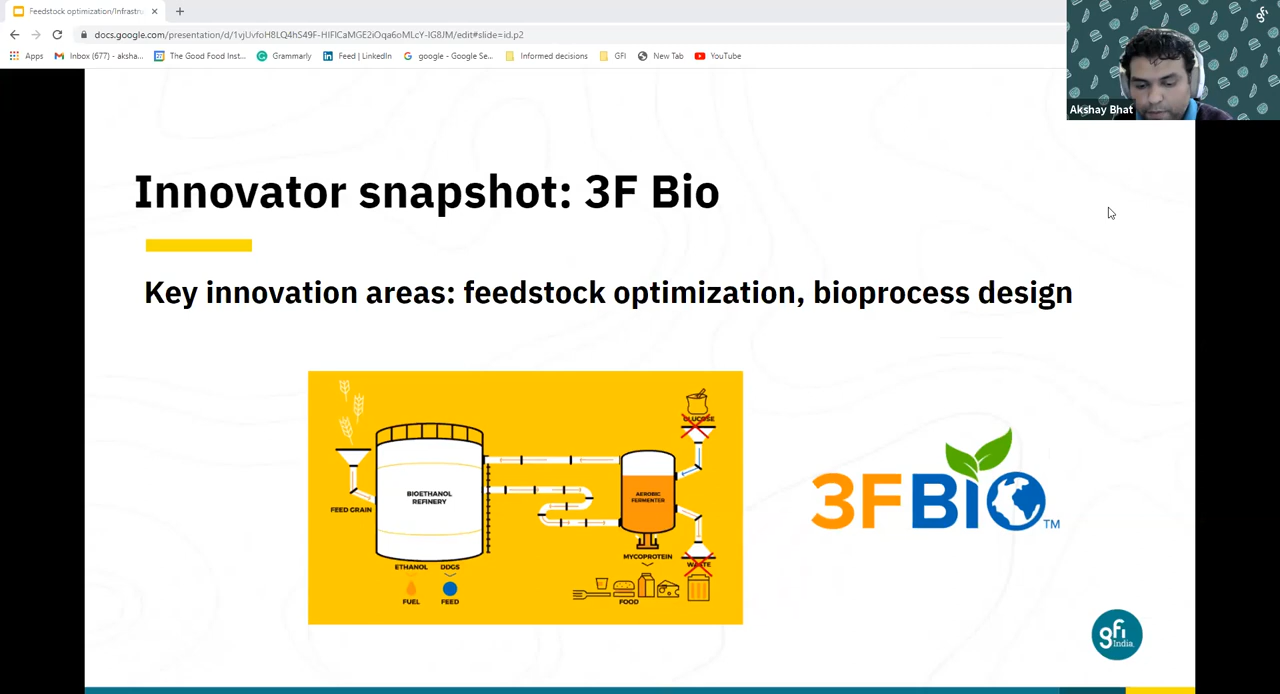 Feedstock optimization/Infrastru
docs.google.com/presentation/d/1vjUvfoH8LQ4hS49F-HIFlCaMGE2iOqa6oMLcY-IG8JM/edit#slide=id.p2
Apps
Inbox (677) - aksha...
The Good Food Inst...
Grammarly
Feed | LinkedIn
google - Google Se...
Informed decisions
GFI
New Tab
YouTube
gfi
Akshay Bhat
Innovator snapshot: 3F Bio
Key innovation areas: feedstock optimization, bioprocess design
GLUCOSE
FEED GRAIN
BIOETHANOL
REFINERY
AEROBIC
FERMENTER
MYCOPROTEIN
WASTE
ETHANOL
DDGS
FUEL
FEED
FOOD
3FBIO™
gfi
India.